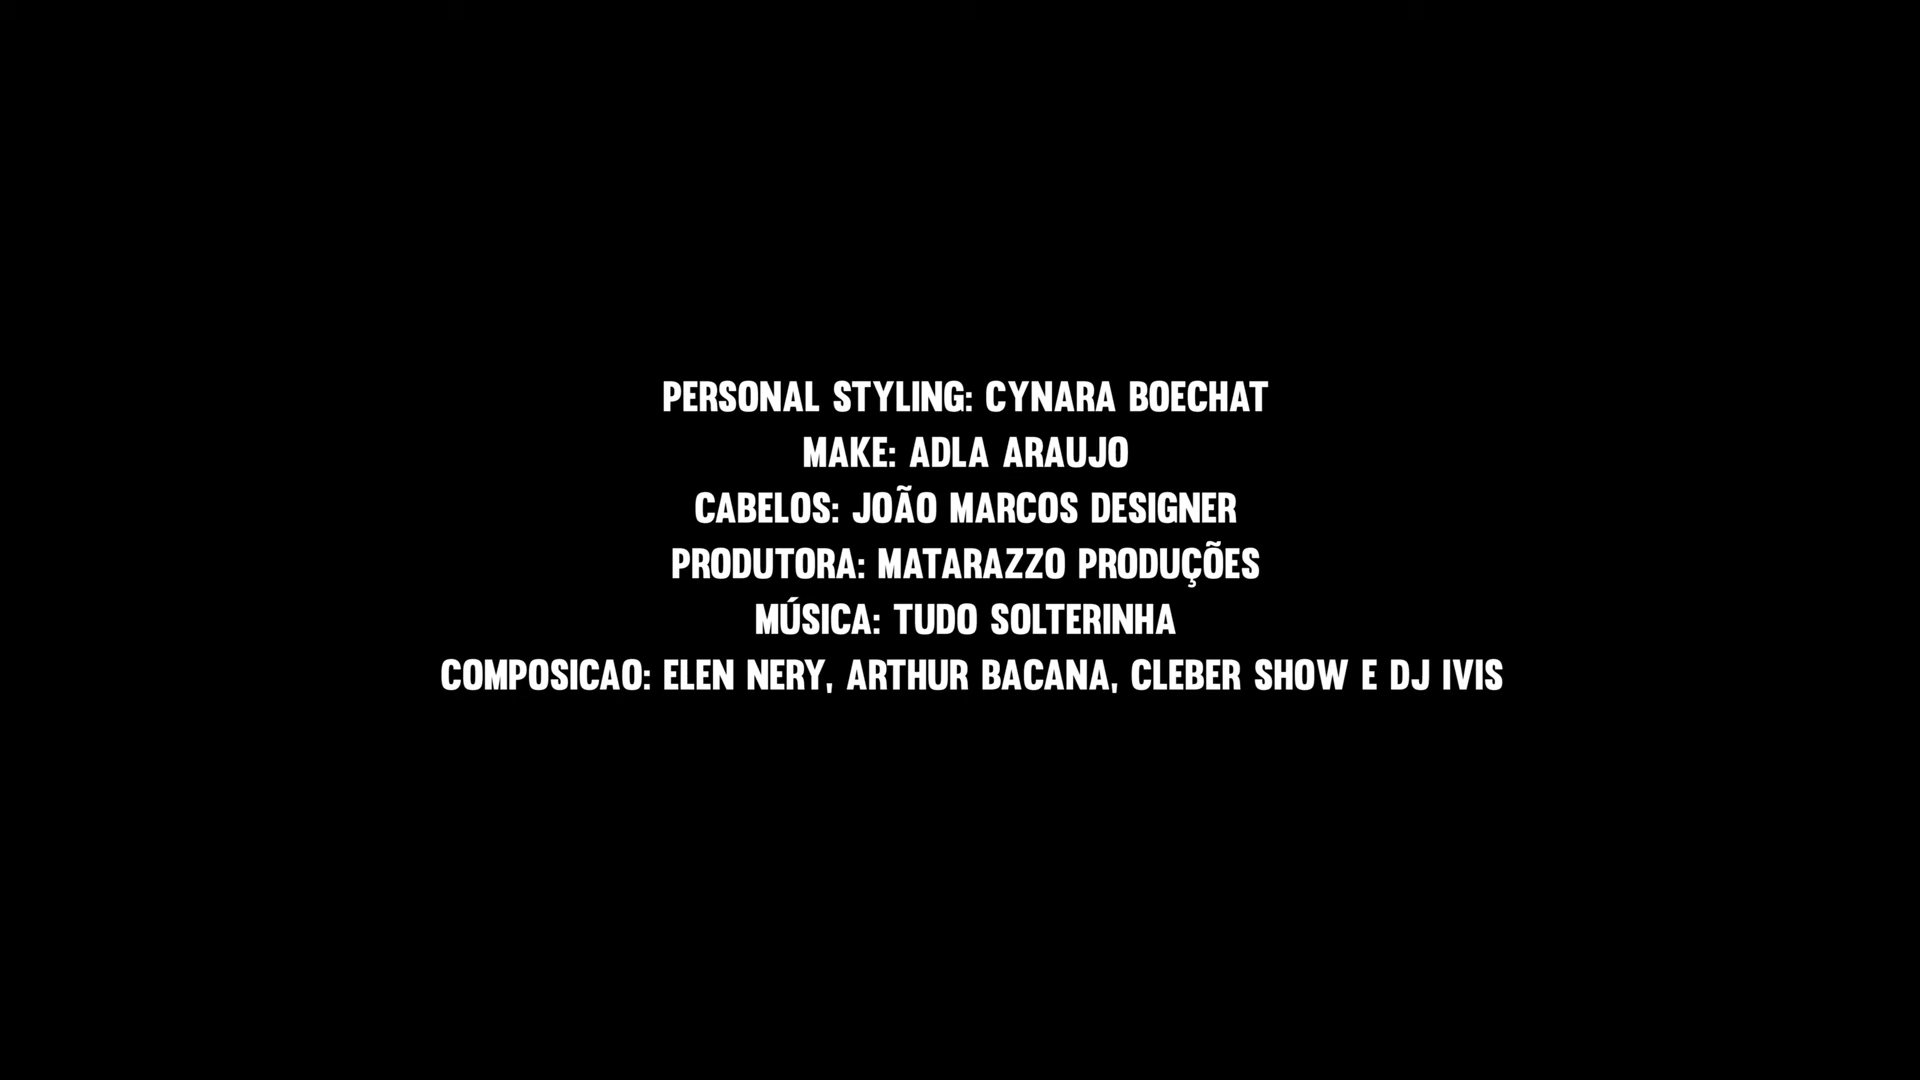 PERSONAL STYLING: CYNARA BOECHAT
MAKE: ADLA ARAUJO
CABELOS: JOÃO MARCOS DESIGNER
PRODUTORA: MATARAZZO PRODUÇÕES
MÚSICA: TUDO SOLTERINHA
COMPOSICAO: ELEN NERY, ARTHUR BACANA, CLEBER SHOW E DJ IVIS